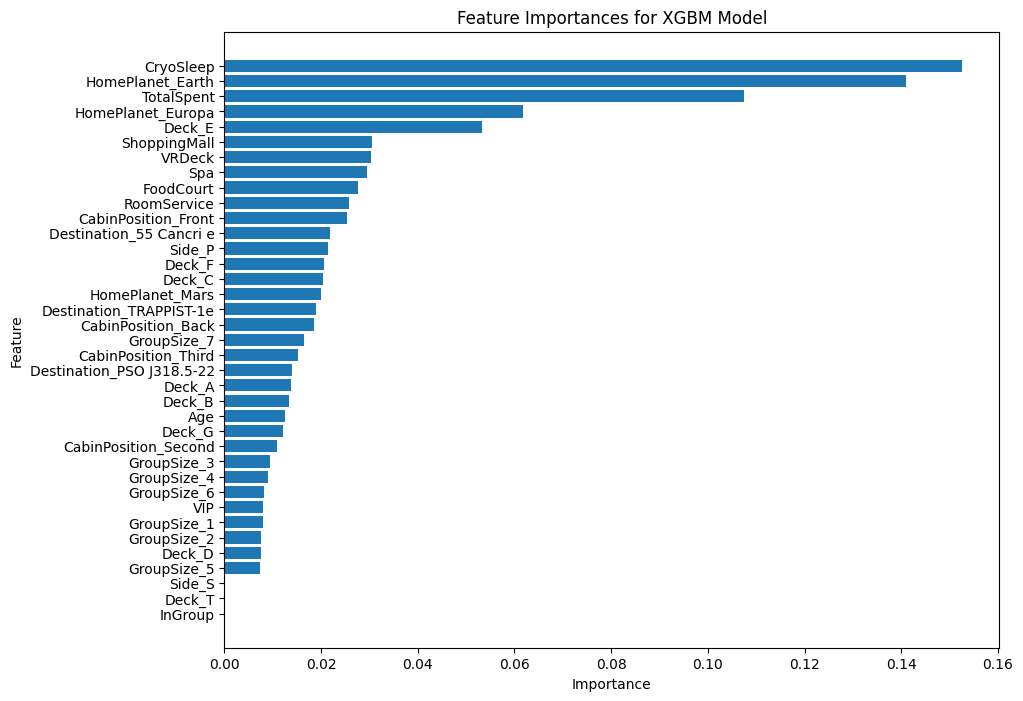 Feature Importances for XGBM Model
CryoSleep
HomePlanet_Earth
TotalSpent
HomePlanet_Europa
Deck_E
ShoppingMall
VRDeck
Spa
FoodCourt
RoomService
CabinPosition_Front
Destination_55 Cancri e
Side_P
Deck_F
Deck_C
HomePlanet_Mars
Destination_TRAPPIST-1e
CabinPosition_Back
GroupSize_7
CabinPosition_Third
Destination_PSO J318.5-22
Deck_A
Deck_B
Age
Deck_G
CabinPosition_Second
GroupSize_3
GroupSize_4
GroupSize_6
VIP
GroupSize_1
GroupSize_2
Deck_D
GroupSize_5
Side_S
Deck_T
InGroup
Feature
0.00 0.02 0.04 0.06 0.08 0.10 0.12 0.14 0.16
Importance